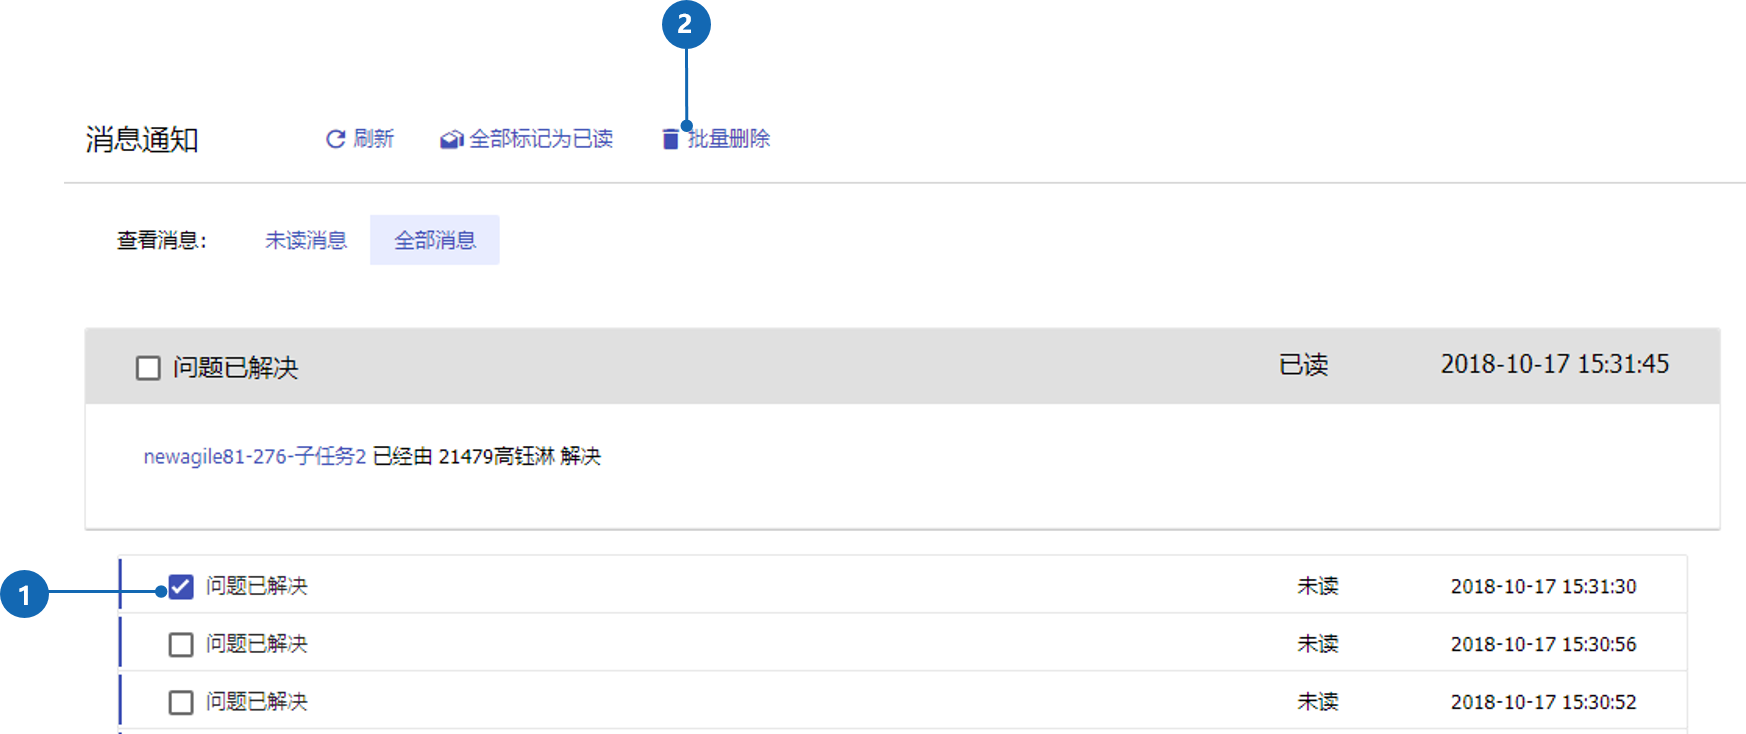 2
消息通知 刷新 全部标记为已读 批量删除
查看消息: 未读消息 全部消息
问题已解决 已读 2018-10-17 15:31:45
newagile81-276-子任务2 已经由 21479高钰淋 解决
1 问题已解决 未读 2018-10-17 15:31:30
问题已解决 未读 2018-10-17 15:30:56
问题已解决 未读 2018-10-17 15:30:52